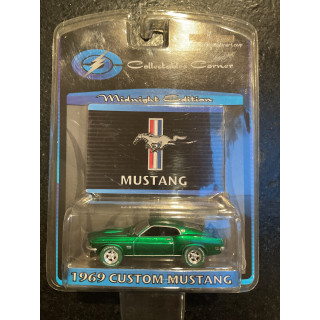 Collectables Corner
Midnight Edition
MUSTANG
1969 CUSTOM MUSTANG